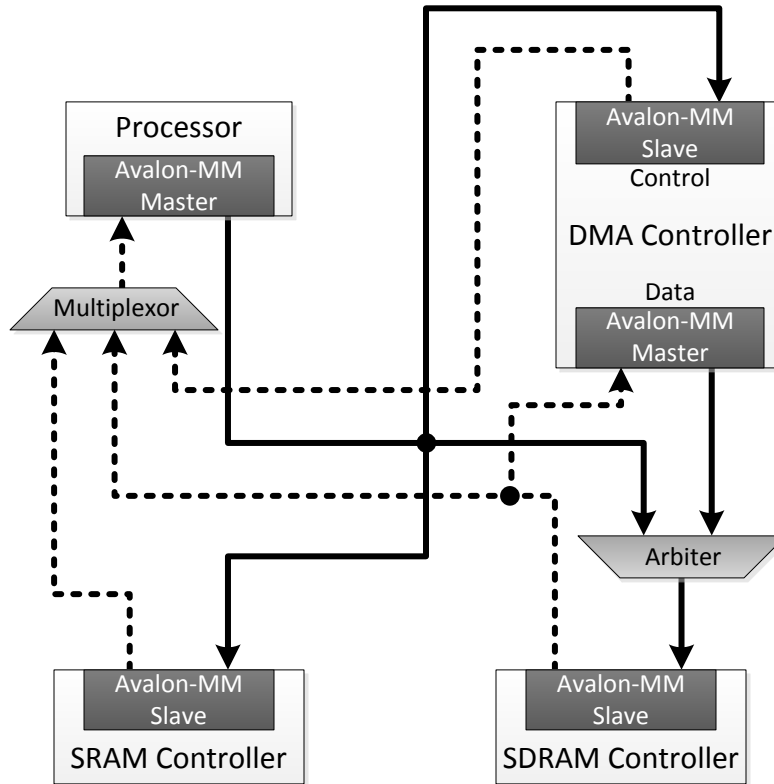 Processor
Avalon-MM
Master
Multiplexor
Avalon-MM
Slave
Control
DMA Controller
Data
Avalon-MM
Master
Arbiter
Avalon-MM
Slave
SRAM Controller
Avalon-MM
Slave
SDRAM Controller